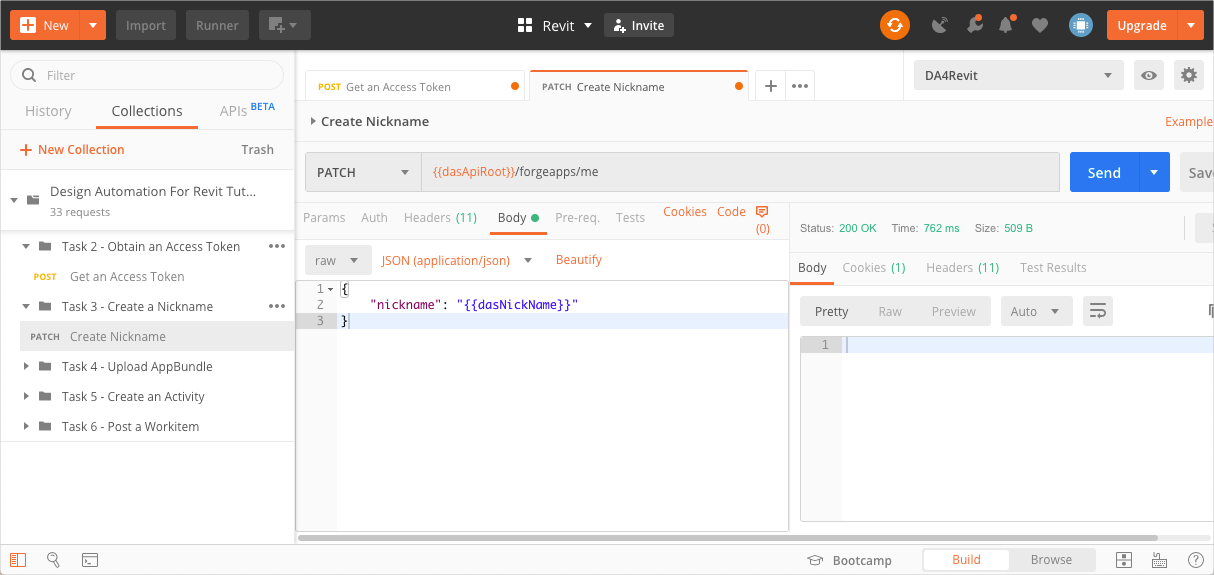 New Import Runner Revit Invite Upgrade
Filter
History Collections APIs BETA
New Collection Trash
Design Automation For Revit Tut...
33 requests
Task 2 - Obtain an Access Token
POST Get an Access Token
Task 3 - Create a Nickname
PATCH Create Nickname
Task 4 - Upload AppBundle
Task 5 - Create an Activity
Task 6 - Post a Workitem
POST Get an Access Token PATCH Create Nickname DA4Revit
Create Nickname Example
PATCH {{dasApiRoot}}/forgeapps/me Send Sav
Params Auth Headers (11) Body Pre-req. Tests Cookies Code (0)
raw JSON (application/json) Beautify
1 {
2 "nickname": "{{dasNickName}}"
3 }
Status: 200 OK Time: 762 ms Size: 509 B
Body Cookies (1) Headers (11) Test Results
Pretty Raw Preview Auto
1
Bootcamp Build Browse